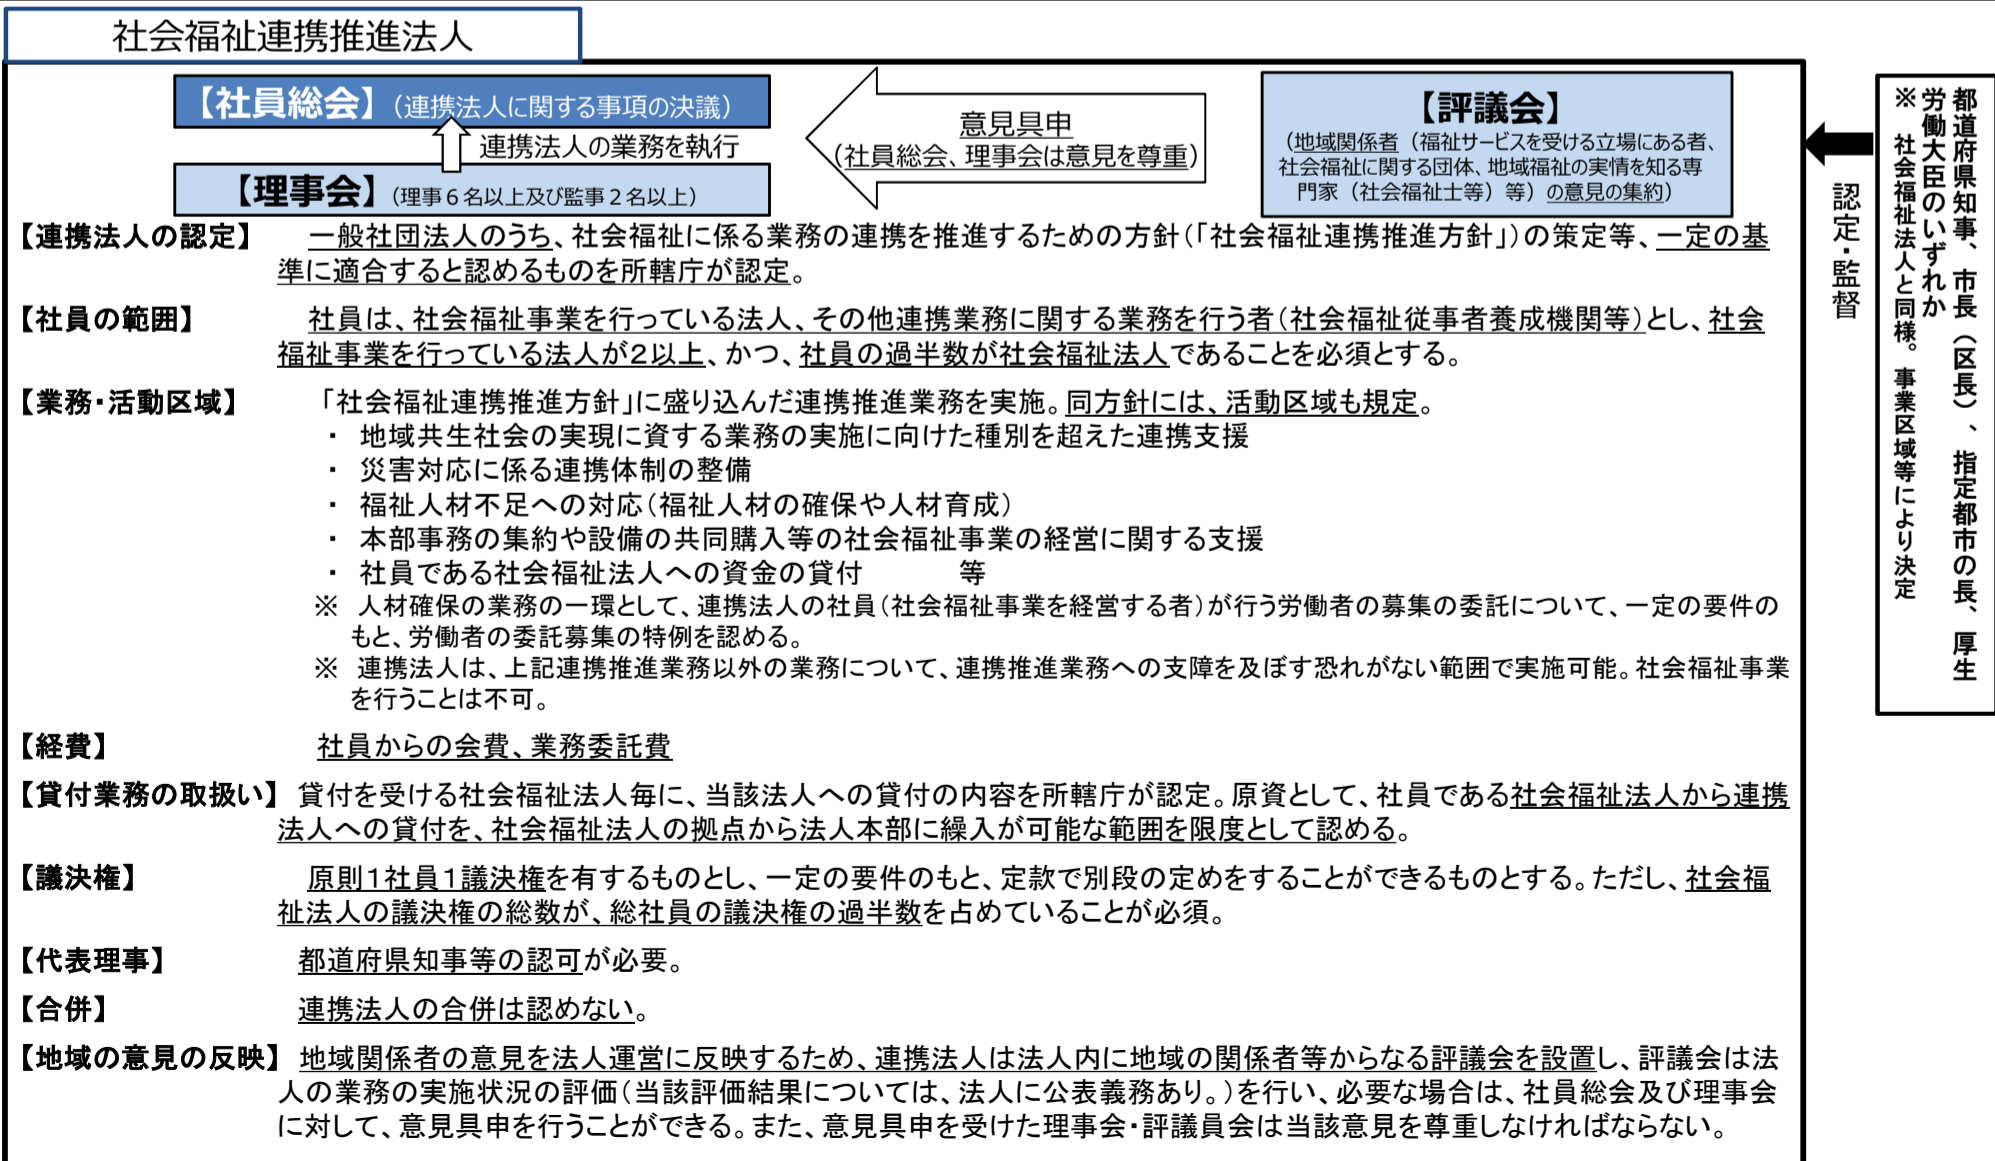 社会福祉連携推進法人
【社員総会】（連携法人に関する事項の決議）
連携法人の業務を執行
【理事会】（理事６名以上及び監事２名以上）
意見具申
（社員総会、理事会は意見を尊重）
【評議会】
（地域関係者（福祉サービスを受ける立場にある者、
社会福祉に関する団体、地域福祉の実情を知る専
門家（社会福祉士等）等）の意見の集約）
認定・監督
都道府県知事、市長（区長）、指定都市の長、厚生
労働大臣のいずれか
※　社会福祉法人と同様。事業区域等により決定
【連携法人の認定】　一般社団法人のうち、社会福祉に係る業務の連携を推進するための方針（「社会福祉連携推進方針」）の策定等、一定の基
準に適合すると認めるものを所轄庁が認定。
【社員の範囲】　社員は、社会福祉事業を行っている法人、その他連携業務に関する業務を行う者（社会福祉従事者養成機関等）とし、社会
福祉事業を行っている法人が２以上、かつ、社員の過半数が社会福祉法人であることを必須とする。
【業務・活動区域】　「社会福祉連携推進方針」に盛り込んだ連携推進業務を実施。同方針には、活動区域も規定。
・ 地域共生社会の実現に資する業務の実施に向けた種別を超えた連携支援
・ 災害対応に係る連携体制の整備
・ 福祉人材不足への対応（福祉人材の確保や人材育成）
・ 本部事務の集約や設備の共同購入等の社会福祉事業の経営に関する支援
・ 社員である社会福祉法人への資金の貸付　　　等
※ 人材確保の業務の一環として、連携法人の社員（社会福祉事業を経営する者）が行う労働者の募集の委託について、一定の要件の
もと、労働者の委託募集の特例を認める。
※ 連携法人は、上記連携推進業務以外の業務について、連携推進業務への支障を及ぼす恐れがない範囲で実施可能。社会福祉事業
を行うことは不可。
【経費】　社員からの会費、業務委託費
【貸付業務の取扱い】　貸付を受ける社会福祉法人毎に、当該法人への貸付の内容を所轄庁が認定。原資として、社員である社会福祉法人から連携
法人への貸付を、社会福祉法人の拠点から法人本部に繰入が可能な範囲を限度として認める。
【議決権】　原則１社員１議決権を有するものとし、一定の要件のもと、定款で別段の定めをすることができるものとする。ただし、社会福
祉法人の議決権の総数が、総社員の議決権の過半数を占めていることが必須。
【代表理事】　都道府県知事等の認可が必要。
【合併】　連携法人の合併は認めない。
【地域の意見の反映】　地域関係者の意見を法人運営に反映するため、連携法人は法人内に地域の関係者等からなる評議会を設置し、評議会は法
人の業務の実施状況の評価（当該評価結果については、法人に公表義務あり。）を行い、必要な場合は、社員総会及び理事会
に対して、意見具申を行うことができる。また、意見具申を受けた理事会・評議員会は当該意見を尊重しなければならない。